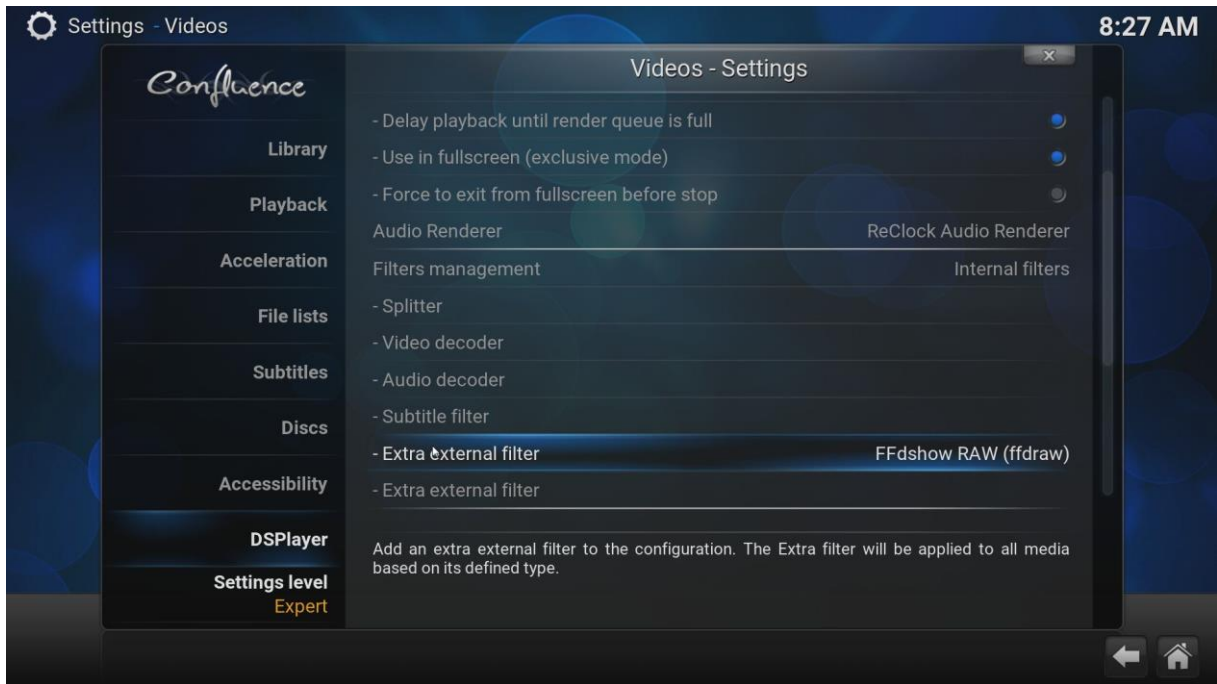 Settings - Videos
8:27 AM
Confluence
Videos - Settings
x
Library
Playback
Acceleration
File lists
Subtitles
Discs
Accessibility
DSPlayer
Settings level
Expert
- Delay playback until render queue is full
- Use in fullscreen (exclusive mode)
- Force to exit from fullscreen before stop
Audio Renderer ReClock Audio Renderer
Filters management Internal filters
- Splitter
- Video decoder
- Audio decoder
- Subtitle filter
- Extra external filter FFdshow RAW (ffdraw)
- Extra external filter
Add an extra external filter to the configuration. The Extra filter will be applied to all media
based on its defined type.